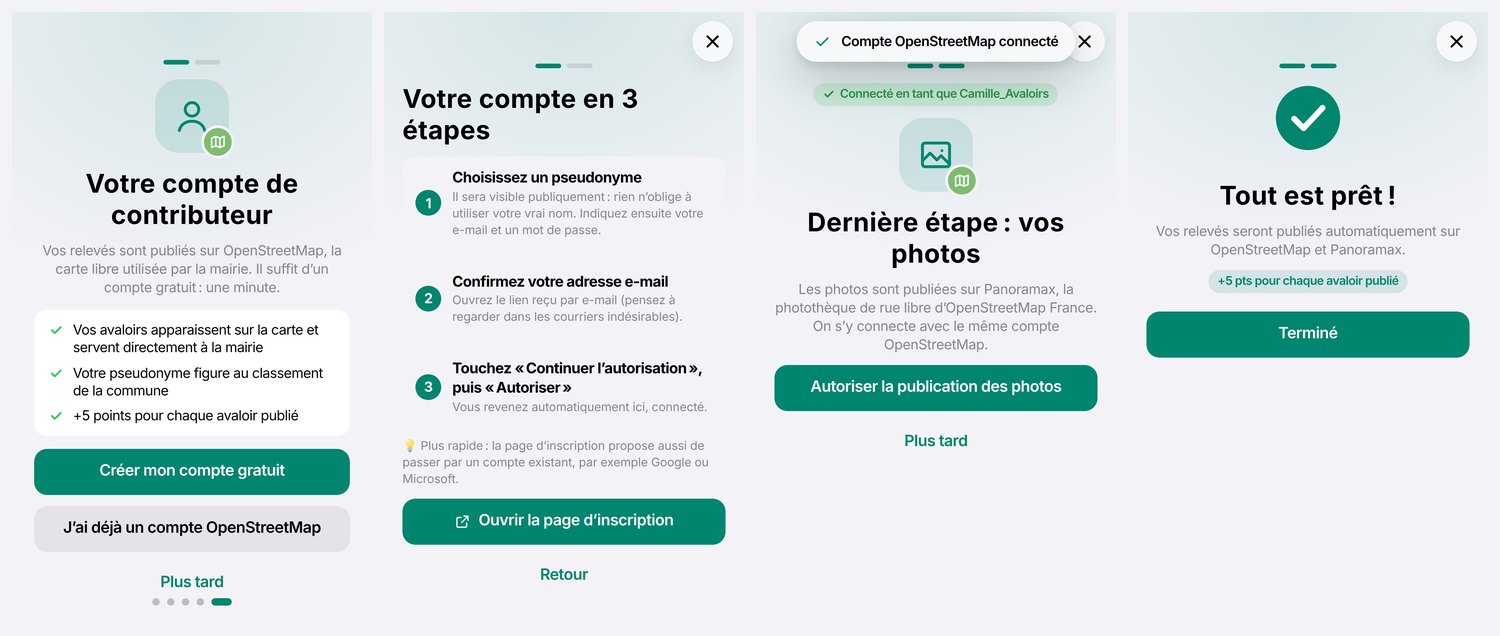 Votre compte de
contributeur
Vos relevés sont publiés sur OpenStreetMap, la
carte libre utilisée par la mairie. Il suffit d’un
compte gratuit : une minute.
Vos avaloirs apparaissent sur la carte et
servent directement à la mairie
Votre pseudonyme figure au classement
de la commune
+5 points pour chaque avaloir publié
Créer mon compte gratuit
J’ai déjà un compte OpenStreetMap
Plus tard
Votre compte en 3
étapes
1
Choisissez un pseudonyme
Il sera visible publiquement : rien n’oblige à
utiliser votre vrai nom. Indiquez ensuite votre
e-mail et un mot de passe.
2
Confirmez votre adresse e-mail
Ouvrez le lien reçu par e-mail (pensez à
regarder dans les courriers indésirables).
3
Touchez « Continuer l’autorisation »,
puis « Autoriser »
Vous revenez automatiquement ici, connecté.
💡 Plus rapide : la page d’inscription propose aussi de
passer par un compte existant, par exemple Google ou
Microsoft.
Ouvrir la page d’inscription
Retour
Compte OpenStreetMap connecté
Connecté en tant que Camille_Avaloirs
Dernière étape : vos
photos
Les photos sont publiées sur Panoramax, la
photothèque de rue libre d’OpenStreetMap France.
On s’y connecte avec le même compte
OpenStreetMap.
Autoriser la publication des photos
Plus tard
Tout est prêt !
Vos relevés seront publiés automatiquement sur
OpenStreetMap et Panoramax.
+5 pts pour chaque avaloir publié
Terminé